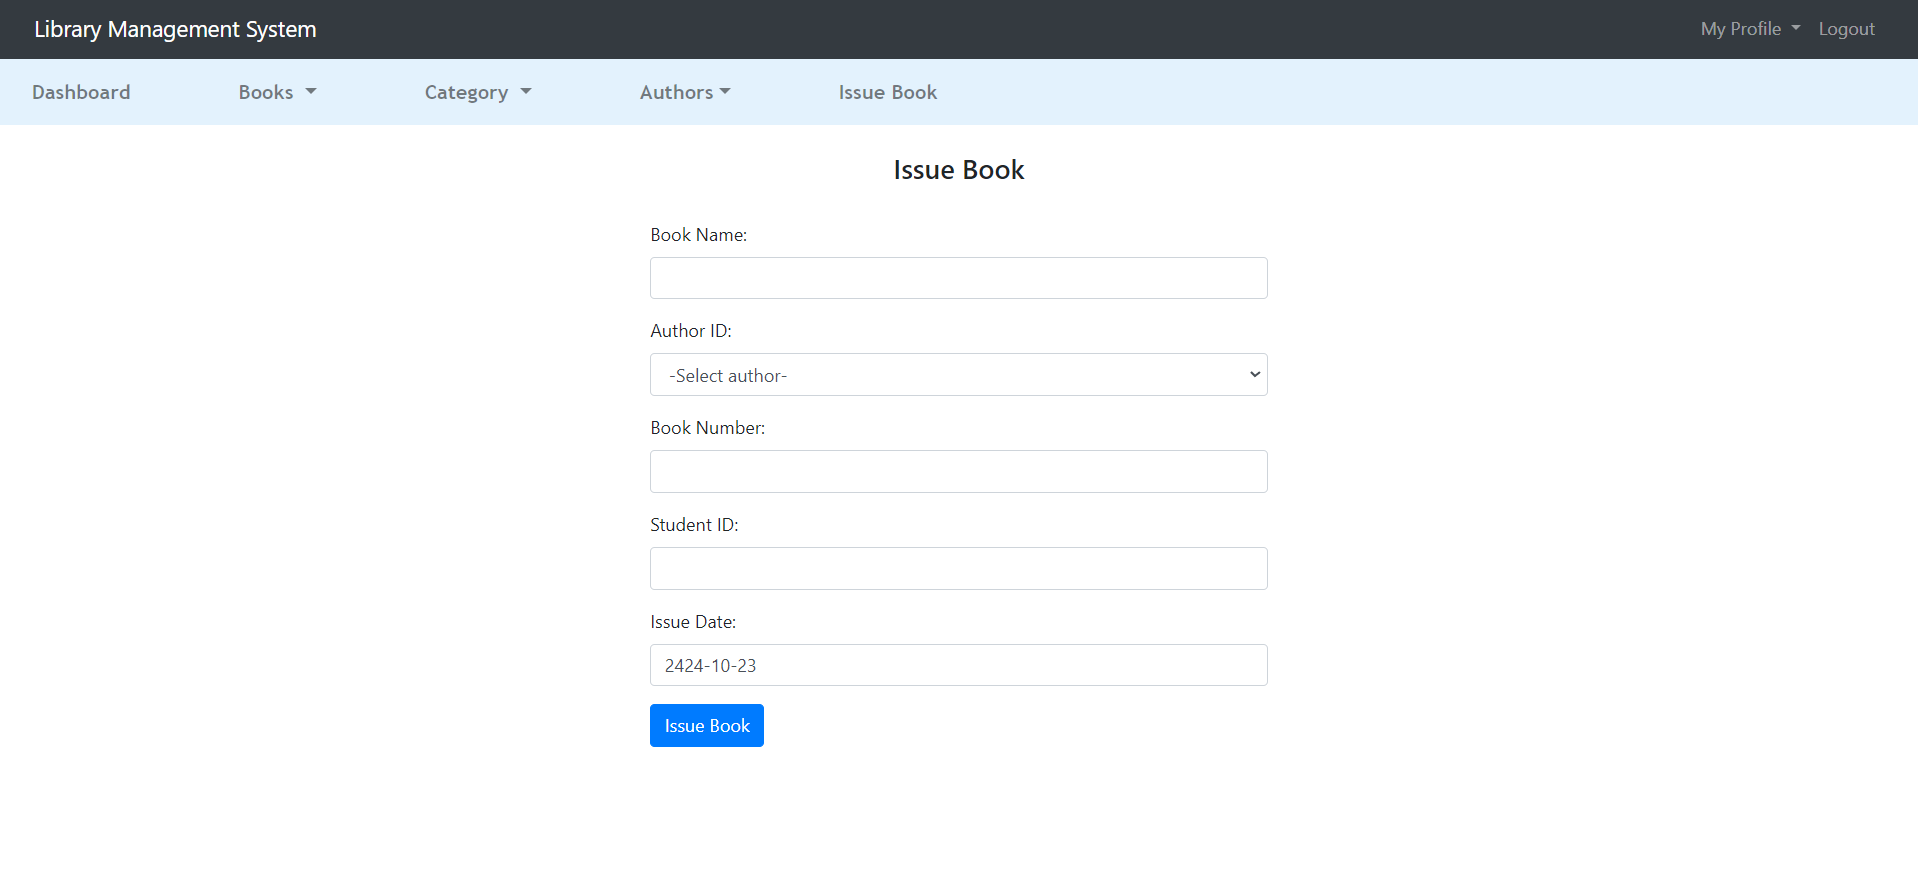 Library Management System
My Profile Logout
Dashboard Books Category Authors Issue Book
Issue Book
Book Name:
Author ID:
-Select author-
Book Number:
Student ID:
Issue Date:
2424-10-23
Issue Book